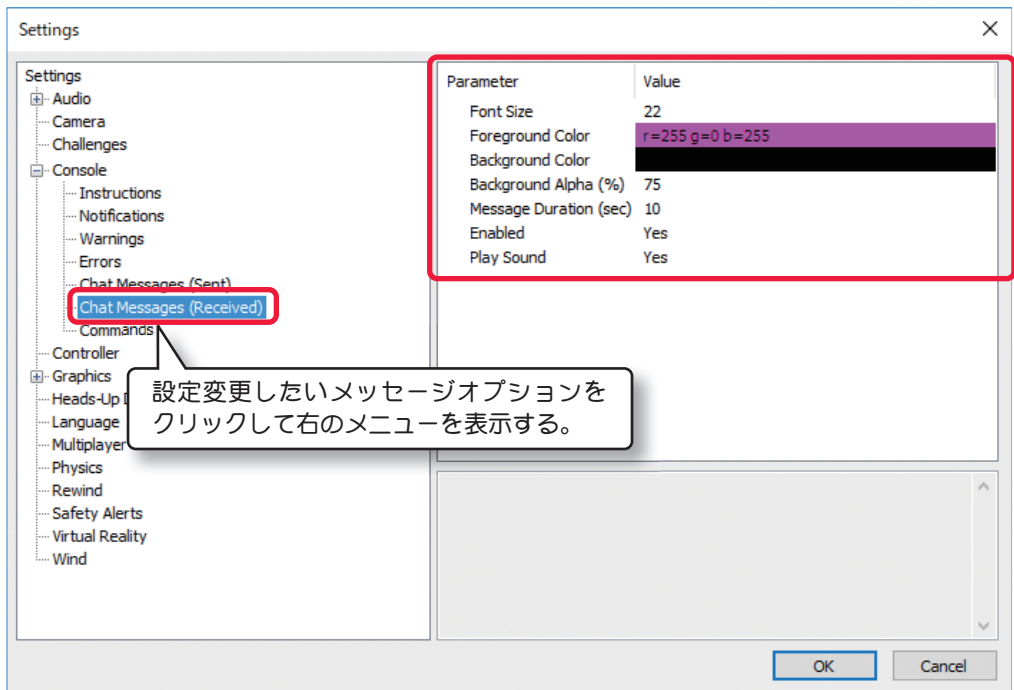 Settings
Settings
Audio
Camera
Challenges
Console
Instructions
Notifications
Warnings
Errors
Chat Messages (Sent)
Chat Messages (Received)
Commands
Controller
Graphics
Heads-Up
Language
Multiplayer
Physics
Rewind
Safety Alerts
Virtual Reality
Wind
設定変更したいメッセージオプションを
クリックして右のメニューを表示する。
Parameter Value
Font Size 22
Foreground Color r=255 g=0 b=255
Background Color
Background Alpha (%) 75
Message Duration (sec) 10
Enabled Yes
Play Sound Yes
OK Cancel